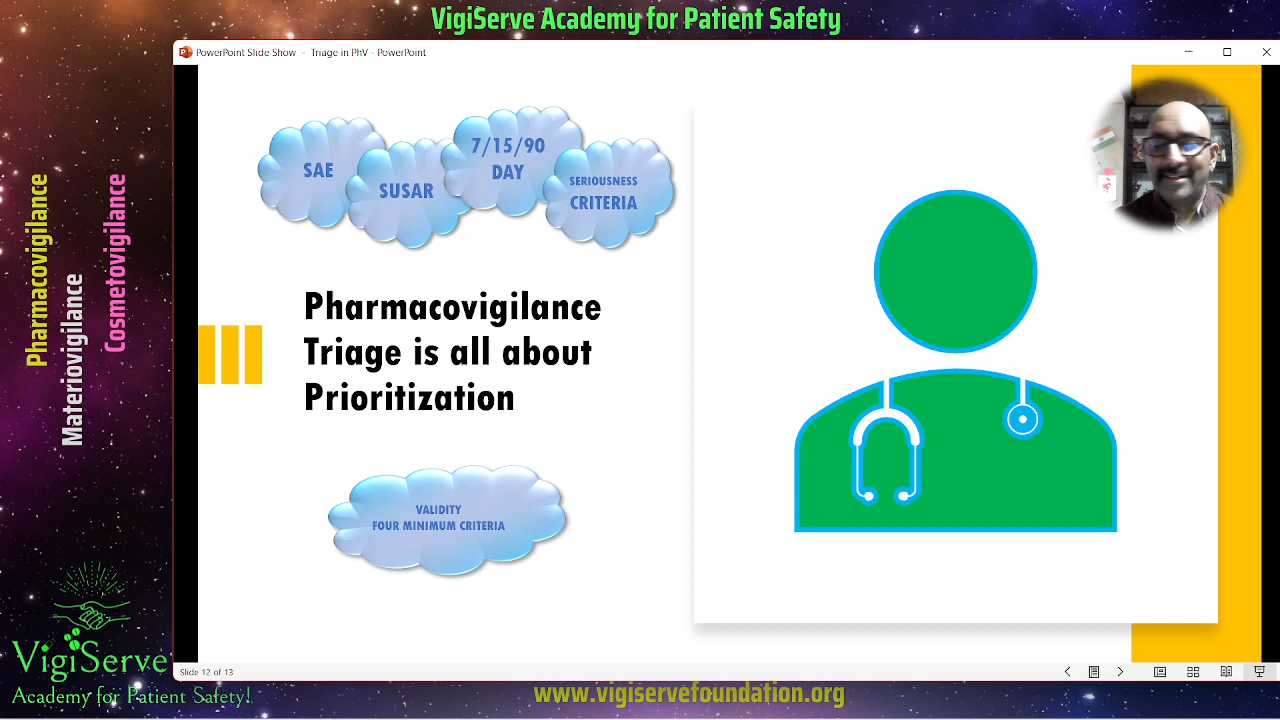 VigiServe Academy for Patient Safety
PowerPoint Slide Show - Triage in PhV - PowerPoint
Pharmacovigilance
Materiovigilance
Cosmetovigilance
SAE
SUSAR
7/15/90
DAY
SERIOUSNESS
CRITERIA
Pharmacovigilance
Triage is all about
Prioritization
VALIDITY
FOUR MINIMUM CRITERIA
Slide 12 of 13
VigiServe
Academy for Patient Safety!
www.vigiservefoundation.org